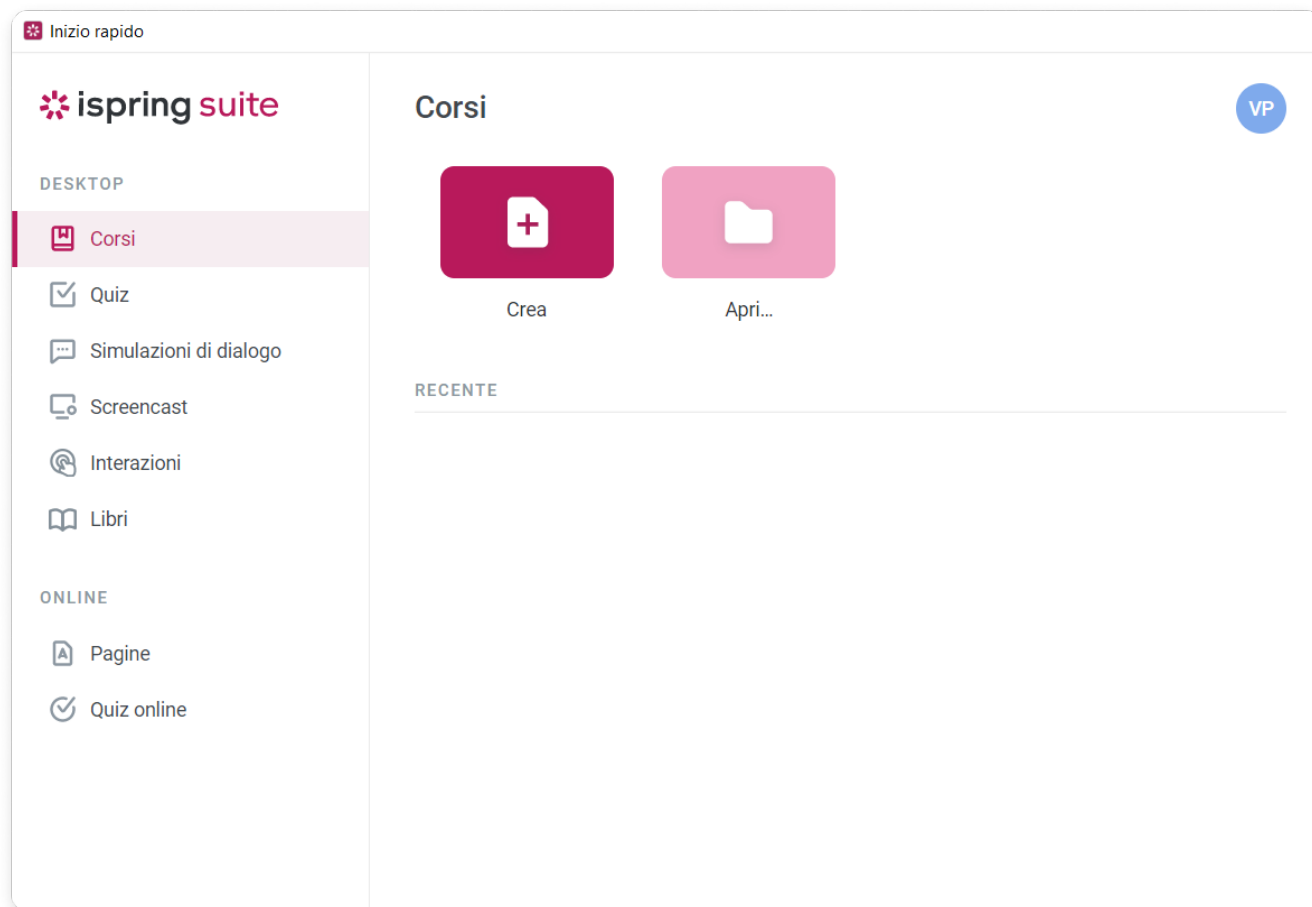 Inizio rapido
ispring suite
DESKTOP
Corsi
Quiz
Simulazioni di dialogo
Screencast
Interazioni
Libri
ONLINE
Pagine
Quiz online
Corsi
VP
Crea
Apri...
RECENTE